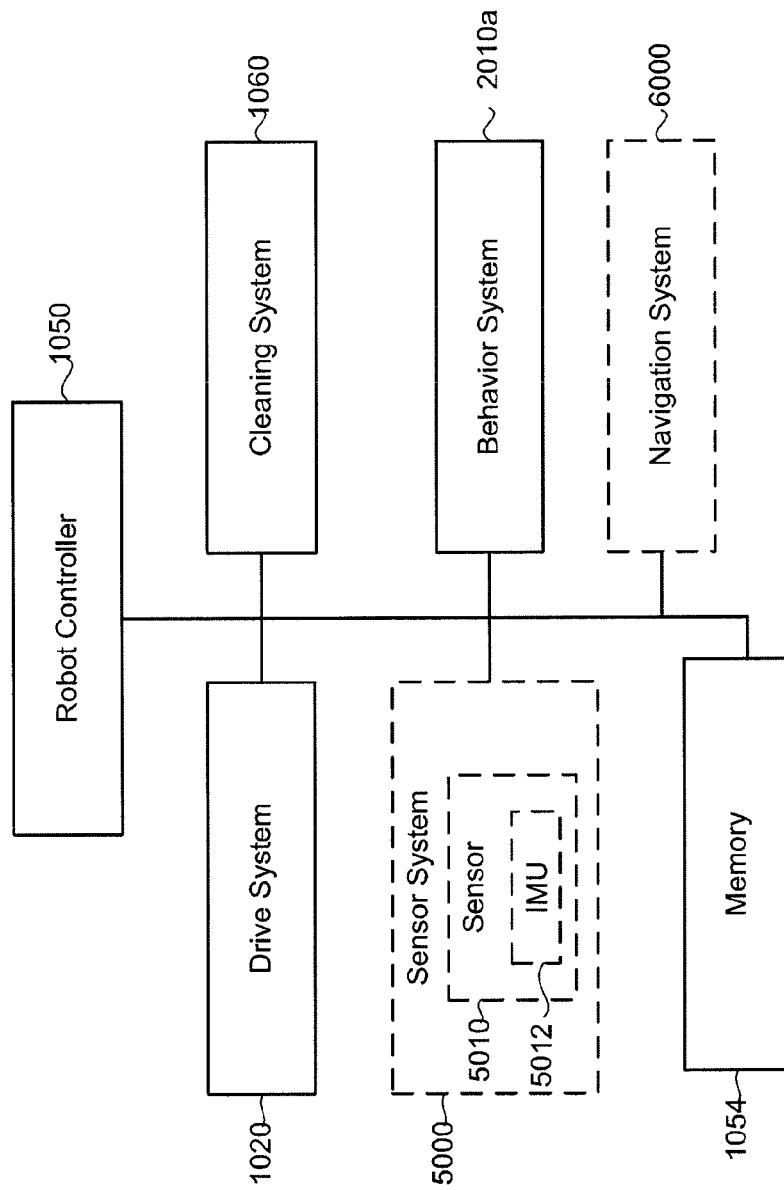 1050
Robot Controller
1020
Drive System
1060
Cleaning System
5000
Sensor System
5010
Sensor
5012
IMU
2010a
Behavior System
6000
Navigation System
1054
Memory